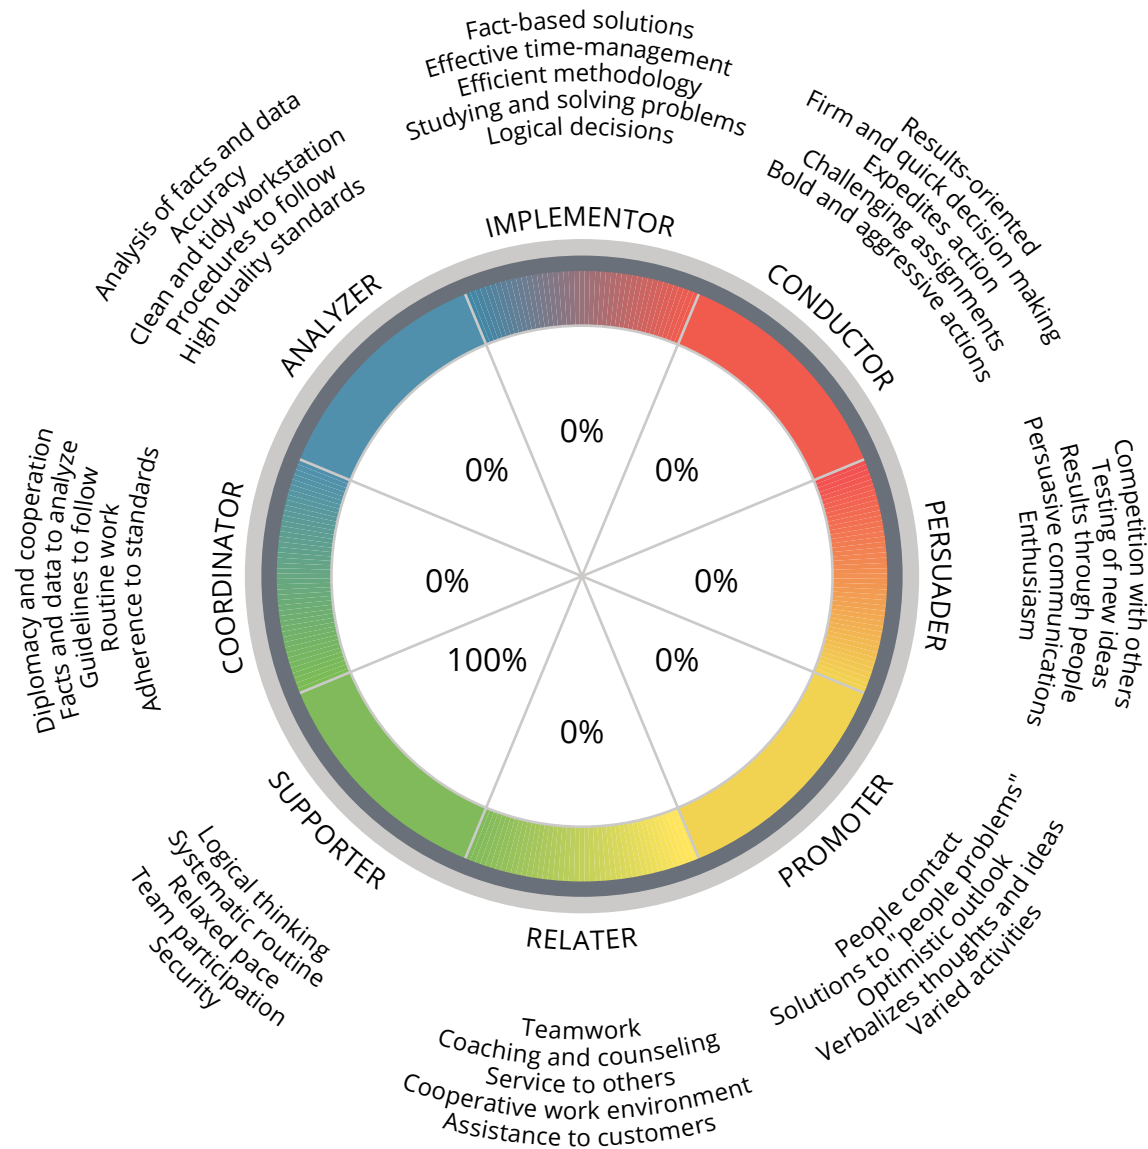 Fact-based solutions
Effective time-management
Efficient methodology
Studying and solving problems
Logical decisions
IMPLEMENTOR
Results-oriented
Firm and quick decision making
Expedites action
Challenging assignments
Bold and aggressive actions
CONDUCTOR
Competition with others
Testing of new ideas
Results through people
Persuasive communications
Enthusiasm
PERSUADER
People contact
Solutions to "people problems"
Optimistic outlook
Verbalizes thoughts and ideas
Varied activities
PROMOTER
RELATER
Teamwork
Coaching and counseling
Service to others
Cooperative work environment
Assistance to customers
SUPPORTER
Logical thinking
Systematic routine
Relaxed pace
Team participation
Security
COORDINATOR
Diplomacy and cooperation
Facts and data to analyze
Guidelines to follow
Routine work
Adherence to standards
ANALYZER
Analysis of facts and data
Accuracy
Clean and tidy workstation
Procedures to follow
High quality standards
0%
0%
0%
0%
0%
100%
0%
0%